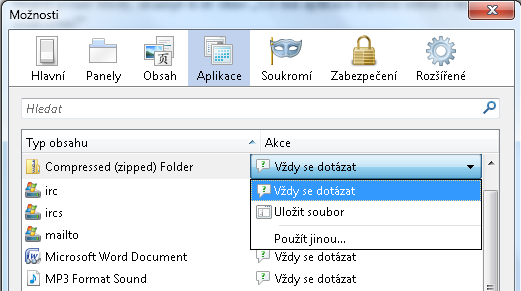 Možnosti
Hlavní Panely Obsah Aplikace Soukromí Zabezpečení Rozšířené
Hledat
Typ obsahu Akce
Compressed (zipped) Folder Vždy se dotázat
irc Vždy se dotázat
ircs Uložit soubor
mailto Použít jinou...
Microsoft Word Document Vždy se dotázat
MP3 Format Sound Vždy se dotázat